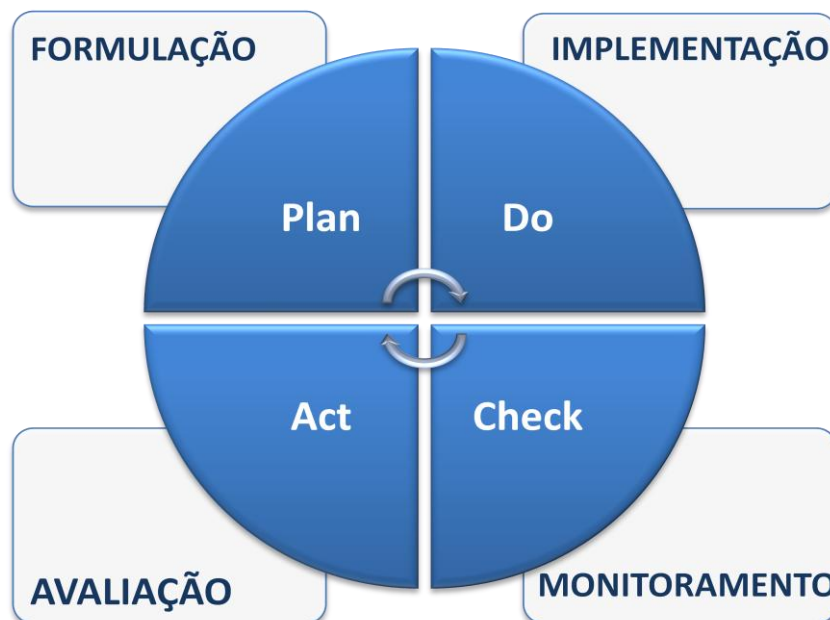 FORMULAÇÃO
IMPLEMENTAÇÃO
Plan
Do
Act
Check
AVALIAÇÃO
MONITORAMENTO